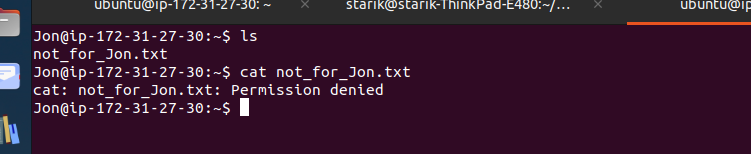 ubuntu@ip-172-31-27-30: ~ starik@starik-ThinkPad-E480:~/... ubuntu@ip
Jon@ip-172-31-27-30:~$ ls
not_for_Jon.txt
Jon@ip-172-31-27-30:~$ cat not_for_Jon.txt
cat: not_for_Jon.txt: Permission denied
Jon@ip-172-31-27-30:~$